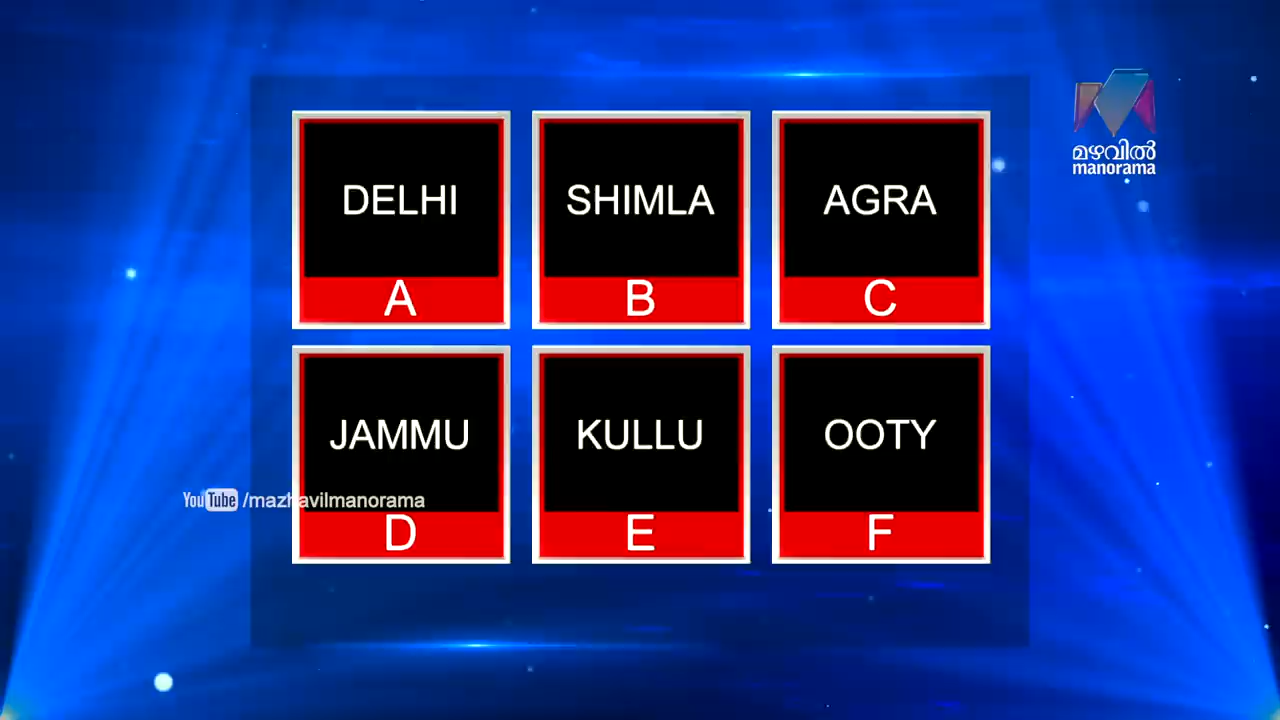 DELHI
A
SHIMLA
B
AGRA
C
മഴവിൽ
manorama
JAMMU
D
KULLU
E
OOTY
F
YouTube /mazhavilmanorama